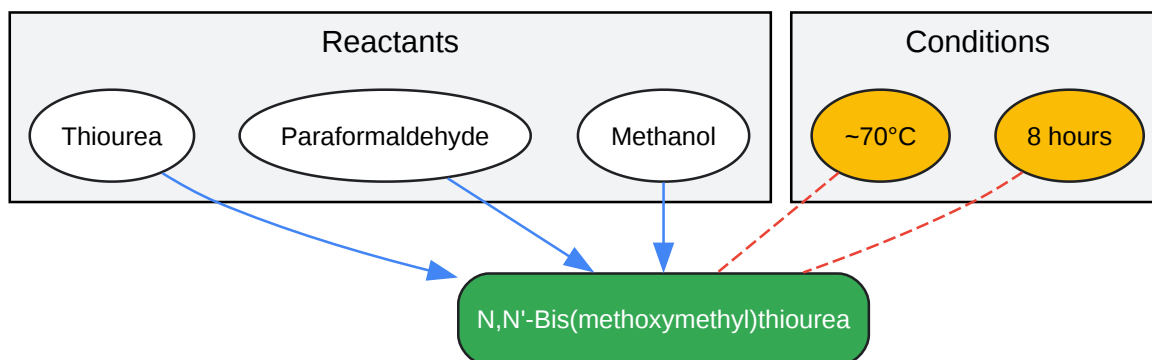 Reactants
Conditions
Thiourea
Paraformaldehyde
Methanol
~70°C
8 hours
N,N'-Bis(methoxymethyl)thiourea